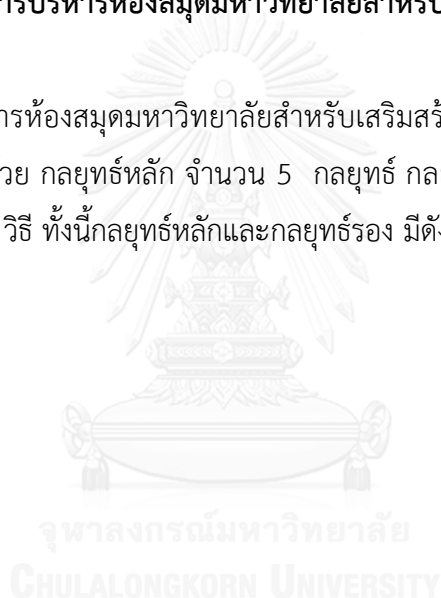 ารบริหารห้องสมุดมหาวิทยาลัยสำหรับ
ารห้องสมุดมหาวิทยาลัยสำหรับเสริมสร้
วย กลยุทธ์หลัก จำนวน 5 กลยุทธ์ กล
วิธี ทั้งนี้กลยุทธ์หลักและกลยุทธ์รอง มีดัง
จุฬาลงกรณ์มหาวิทยาลัย
CHULALONGKORN UNIVERSITY